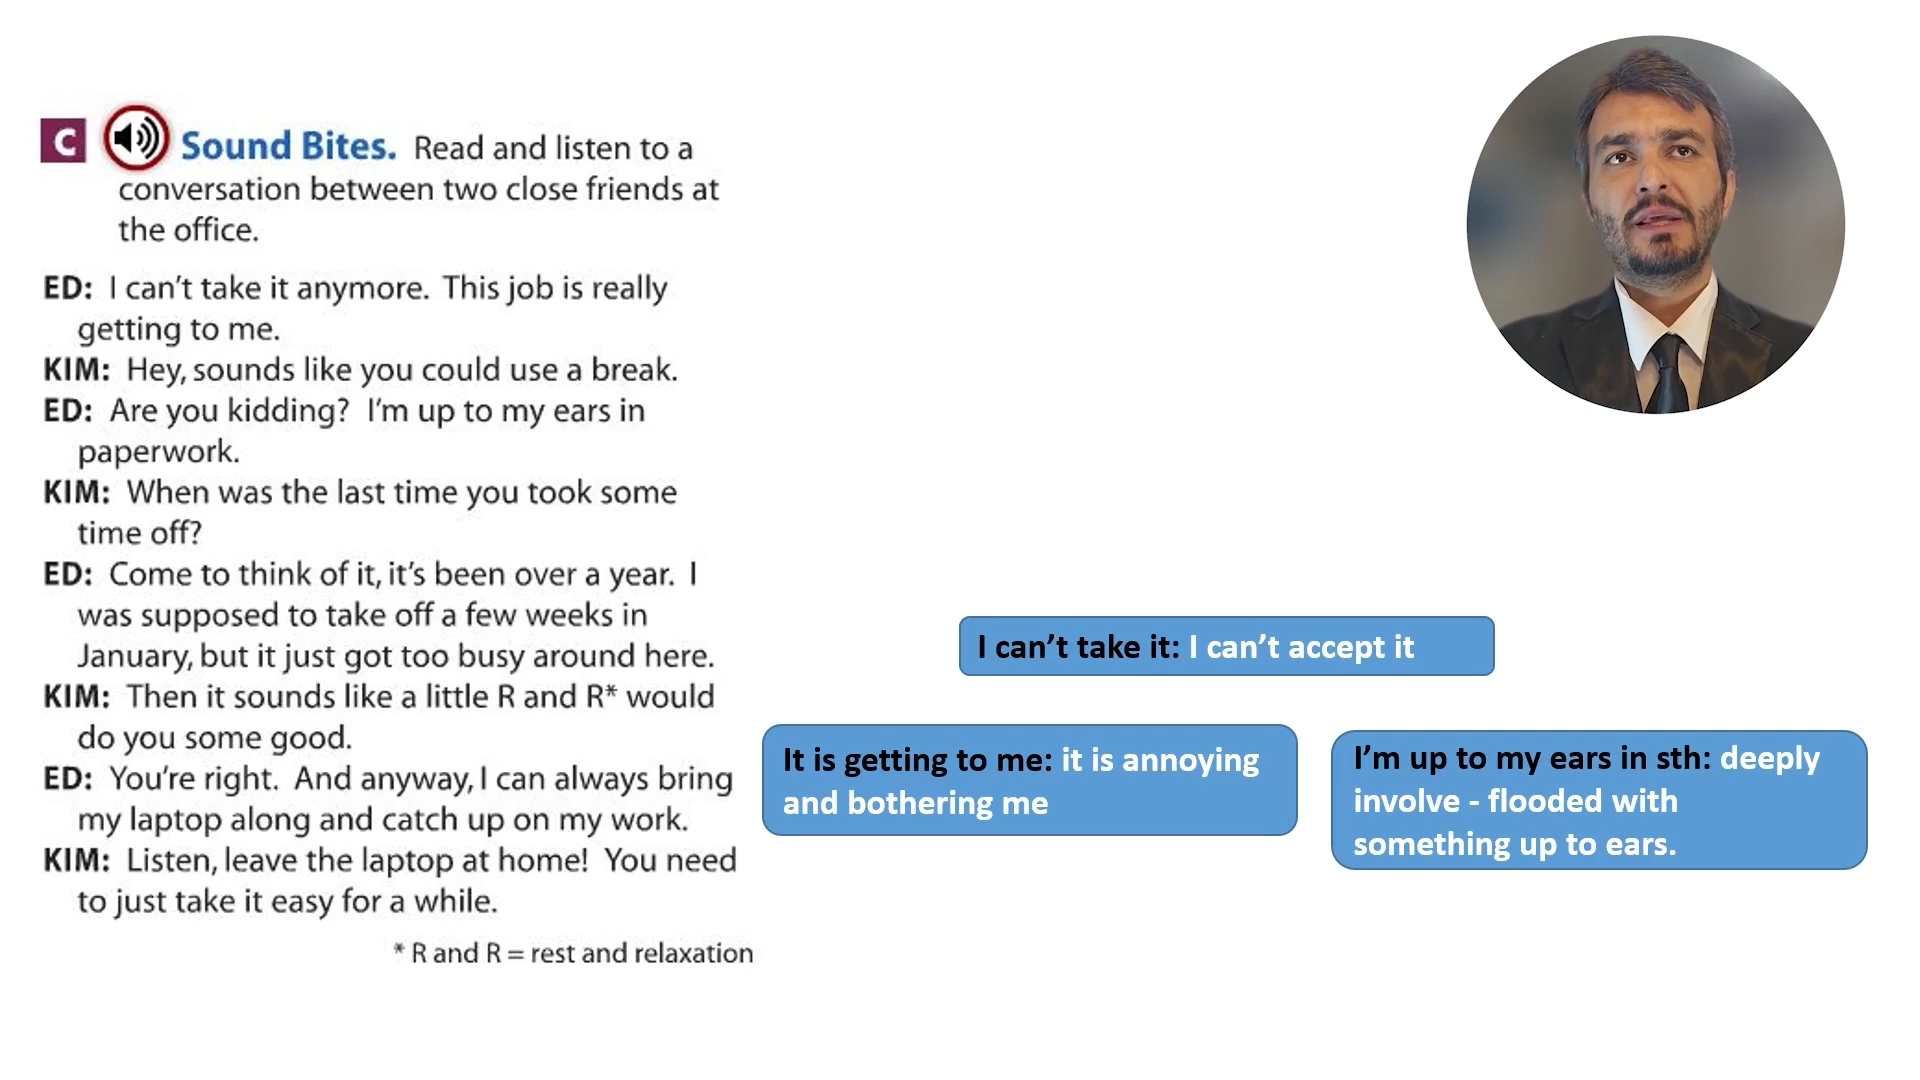 C Sound Bites. Read and listen to a
conversation between two close friends at
the office.
ED: I can't take it anymore. This job is really
getting to me.
KIM: Hey, sounds like you could use a break.
ED: Are you kidding? I'm up to my ears in
paperwork.
KIM: When was the last time you took some
time off?
ED: Come to think of it, it's been over a year. I
was supposed to take off a few weeks in
January, but it just got too busy around here.
KIM: Then it sounds like a little R and R* would
do you some good.
ED: You're right. And anyway, I can always bring
my laptop along and catch up on my work.
KIM: Listen, leave the laptop at home! You need
to just take it easy for a while.
* R and R = rest and relaxation
I can’t take it: I can’t accept it
It is getting to me: it is annoying
and bothering me
I’m up to my ears in sth: deeply
involve - flooded with
something up to ears.